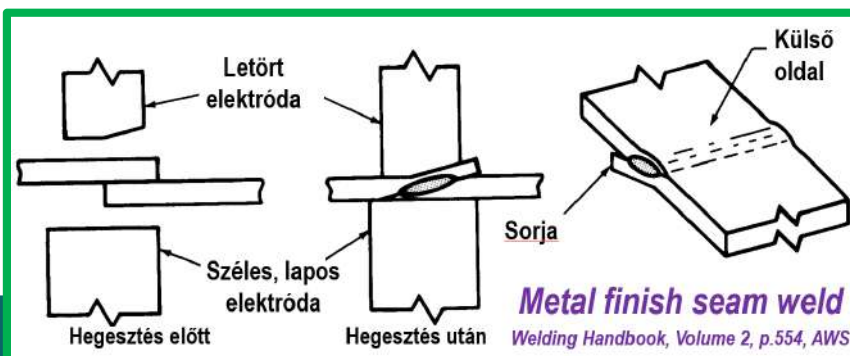 Letört
elektróda
Külső
oldal
Sorja
Széles, lapos
elektróda
Hegesztés előtt
Hegesztés után
Metal finish seam weld
Welding Handbook, Volume 2, p.554, AWS